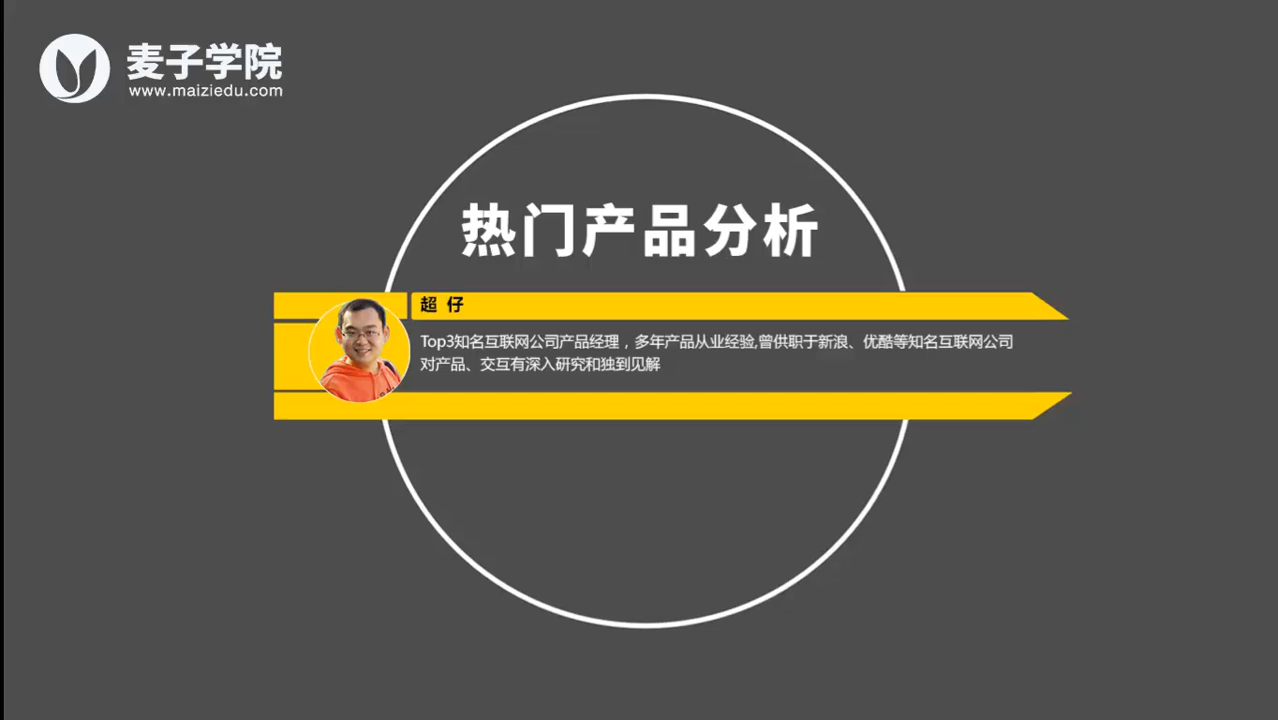 麦子学院
www.maiziedu.com
热门产品分析
超 仔
Top3知名互联网公司产品经理，多年产品从业经验,曾供职于新浪、优酷等知名互联网公司
对产品、交互有深入研究和独到见解